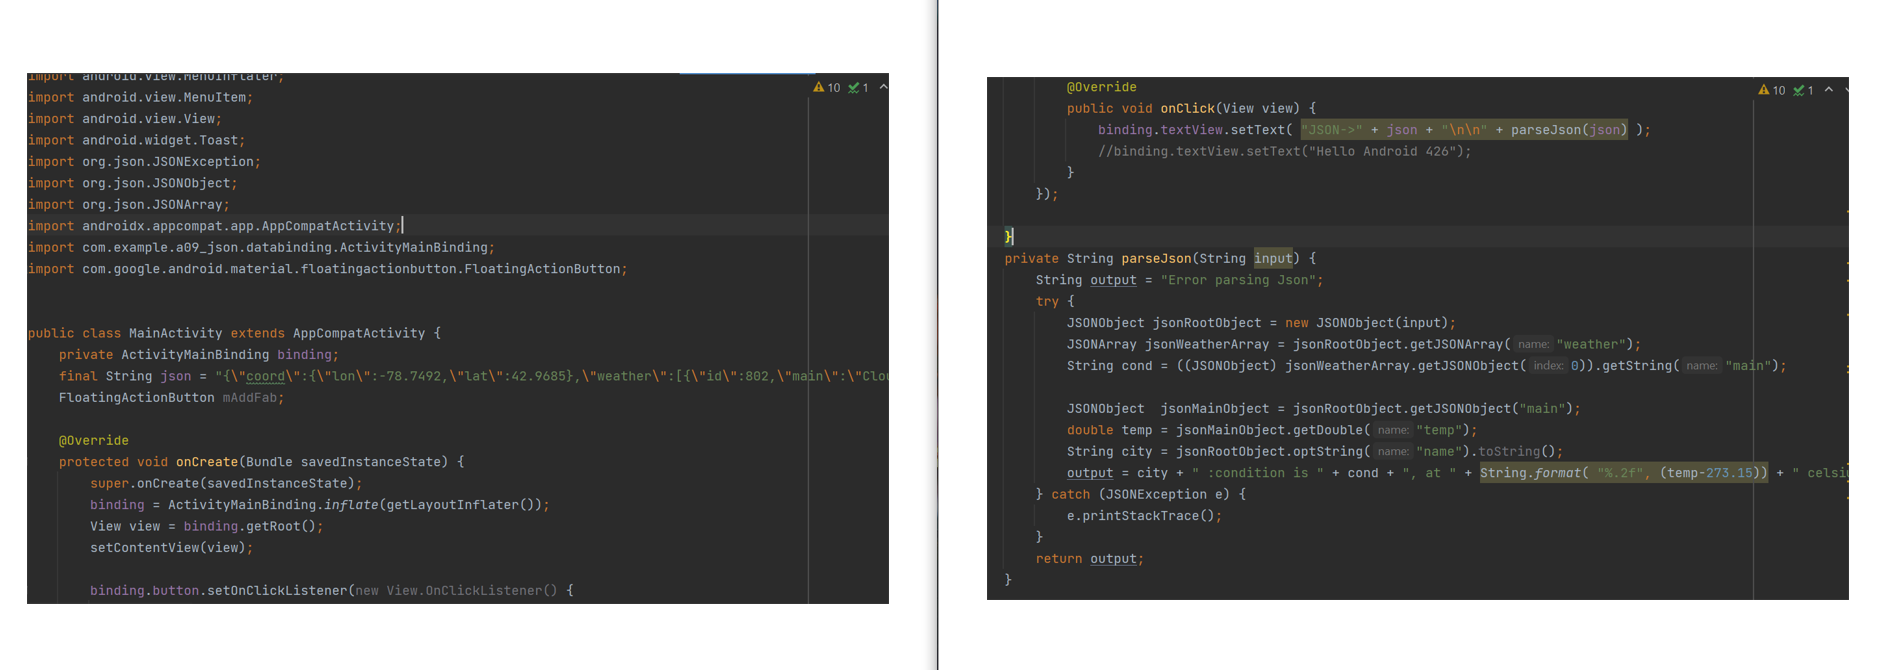 import android.view.MenuInflater;
10 1
import android.view.MenuItem;
import android.view.View;
import android.widget.Toast;
import org.json.JSONException;
import org.json.JSONObject;
import org.json.JSONArray;
import androidx.appcompat.app.AppCompatActivity;
import com.example.a09_json.databinding.ActivityMainBinding;
import com.google.android.material.floatingactionbutton.FloatingActionButton;
public class MainActivity extends AppCompatActivity {
private ActivityMainBinding binding;
final String json = "{\"coord\":{\"lon\":-78.7492,\"lat\":42.9685},\"weather\":[{\"id\":802,\"main\":\"Clou
FloatingActionButton mAddFab;
@Override
protected void onCreate(Bundle savedInstanceState) {
super.onCreate(savedInstanceState);
binding = ActivityMainBinding.inflate(getLayoutInflater());
View view = binding.getRoot();
setContentView(view);
binding.button.setOnClickListener(new View.OnClickListener() {
@Override
10 1
public void onClick(View view) {
binding.textView.setText( "JSON->" + json + "\n\n" + parseJson(json) );
//binding.textView.setText("Hello Android 426");
}
});
}
private String parseJson(String input) {
String output = "Error parsing Json";
try {
JSONObject jsonRootObject = new JSONObject(input);
JSONArray jsonWeatherArray = jsonRootObject.getJSONArray( name: "weather");
String cond = ((JSONObject) jsonWeatherArray.getJSONObject( index: 0)).getString( name: "main");
JSONObject  jsonMainObject = jsonRootObject.getJSONObject("main");
double temp = jsonMainObject.getDouble( name: "temp");
String city = jsonRootObject.optString( name: "name").toString();
output = city + " :condition is " + cond + ", at " + String.format( "%.2f", (temp-273.15)) + " celsiu
} catch (JSONException e) {
e.printStackTrace();
}
return output;
}